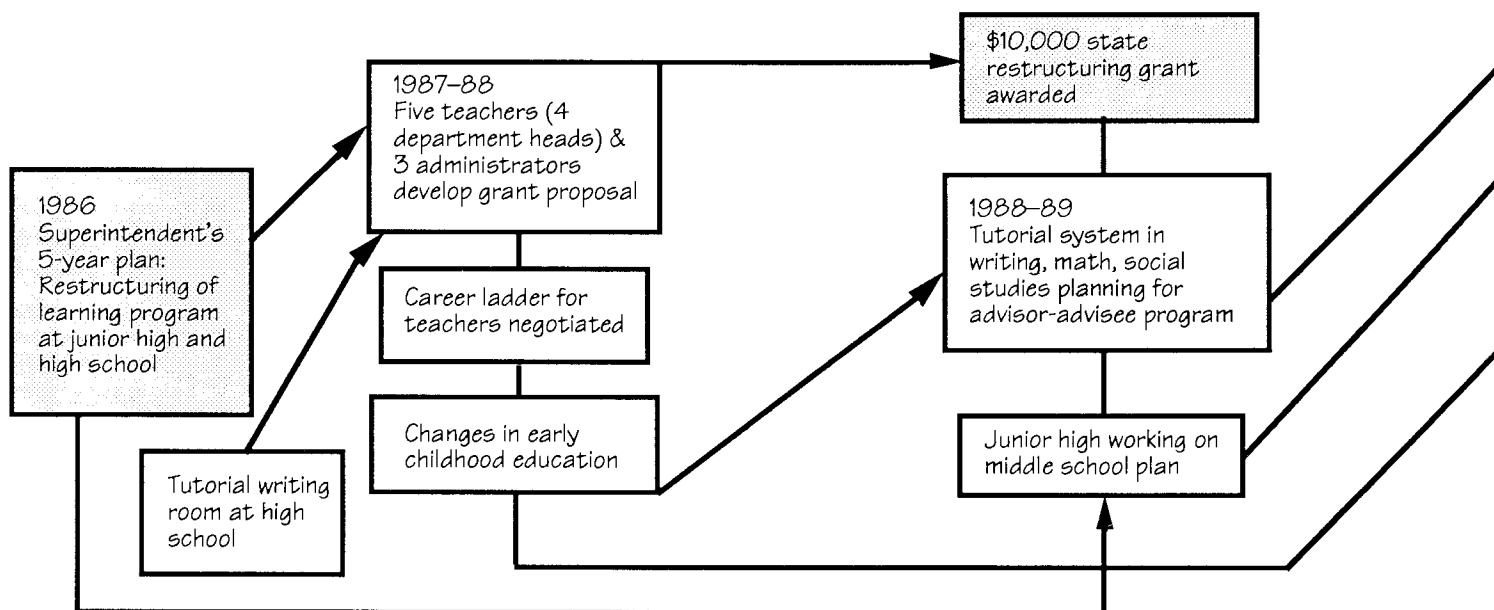 1986
Superintendent's
5-year plan:
Restructuring of
learning program
at junior high and
high school
Tutorial writing
room at high
school
1987–88
Five teachers (4
department heads) &
3 administrators
develop grant proposal
Career ladder for
teachers negotiated
Changes in early
childhood education
$10,000 state
restructuring grant
awarded
1988–89
Tutorial system in
writing, math, social
studies planning for
advisor-advisee program
Junior high working on
middle school plan